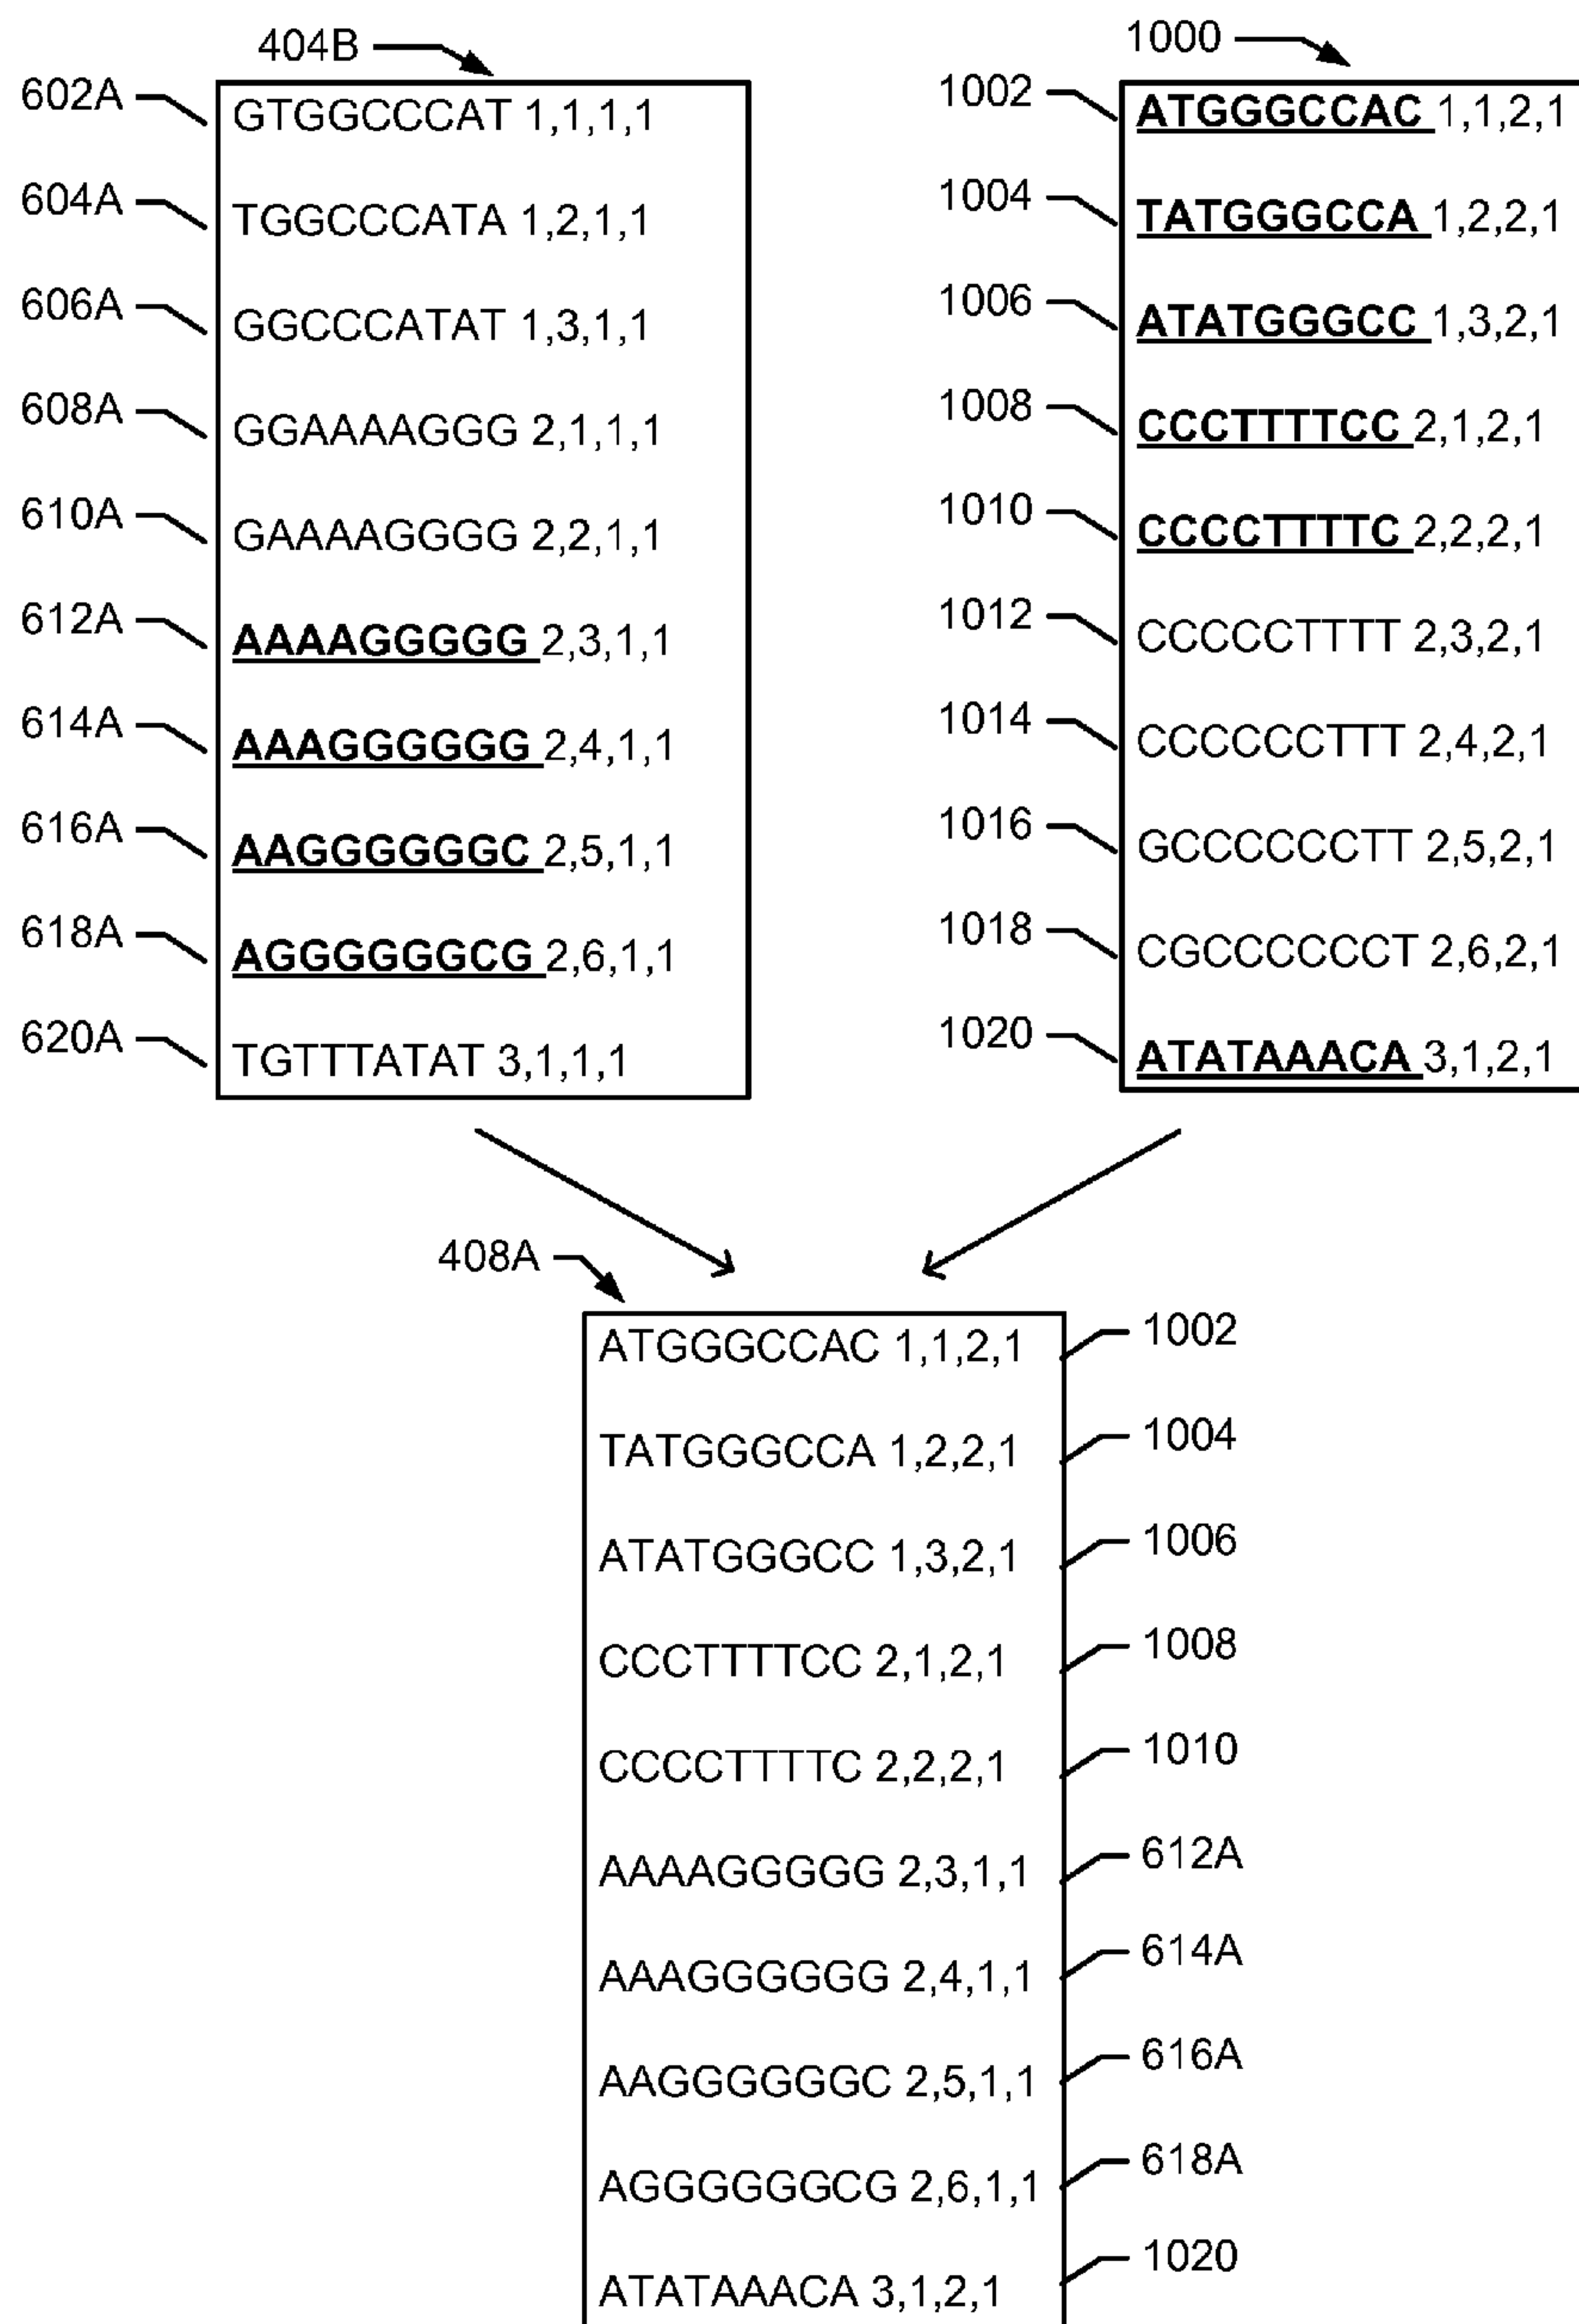 404B
602A GTGGCCCAT 1,1,1,1
604A TGGCCCATA 1,2,1,1
606A GGCCCATAT 1,3,1,1
608A GGAAAAGGG 2,1,1,1
610A GAAAAGGGG 2,2,1,1
612A AAAAGGGGG 2,3,1,1
614A AAAGGGGGG 2,4,1,1
616A AAGGGGGGC 2,5,1,1
618A AGGGGGGCG 2,6,1,1
620A TGTTTATAT 3,1,1,1
1000
1002 ATGGGCCAC 1,1,2,1
1004 TATGGGCCA 1,2,2,1
1006 ATATGGGCC 1,3,2,1
1008 CCCTTTTCC 2,1,2,1
1010 CCCCTTTTC 2,2,2,1
1012 CCCCCTTTT 2,3,2,1
1014 CCCCCCTTT 2,4,2,1
1016 GCCCCCCTT 2,5,2,1
1018 CGCCCCCCT 2,6,2,1
1020 ATATAAACA 3,1,2,1
408A
ATGGGCCAC 1,1,2,1 1002
TATGGGCCA 1,2,2,1 1004
ATATGGGCC 1,3,2,1 1006
CCCTTTTCC 2,1,2,1 1008
CCCCTTTTC 2,2,2,1 1010
AAAAGGGGG 2,3,1,1 612A
AAAGGGGGG 2,4,1,1 614A
AAGGGGGGC 2,5,1,1 616A
AGGGGGGCG 2,6,1,1 618A
ATATAAACA 3,1,2,1 1020